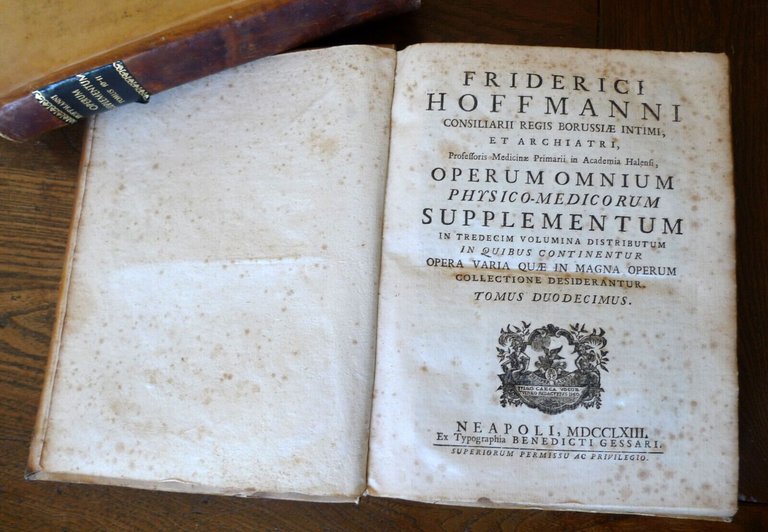 OPERUM
TOMUS
FRIDERICI
HOFFMANNI
CONSILIARII REGIS BORUSSIÆ INTIMI,
ET ARCHIATRI,
Professoris Medicinæ Primarii in Academia Halensi,
OPERUM OMNIUM
PHYSICO-MEDICORUM
SUPPLEMENTUM
IN TREDECIM VOLUMINA DISTRIBUTUM
IN QUIBUS CONTINENTUR
OPERA VARIA QUÆ IN MAGNA OPERUM
COLLECTIONE DESIDERANTUR.
TOMUS DUODECIMUS.
NEAPOLI, MDCCLXIII.
Ex Typographia BENEDICTI GESSARI.
SUPERIORUM PERMISSU AC PRIVILEGIO.